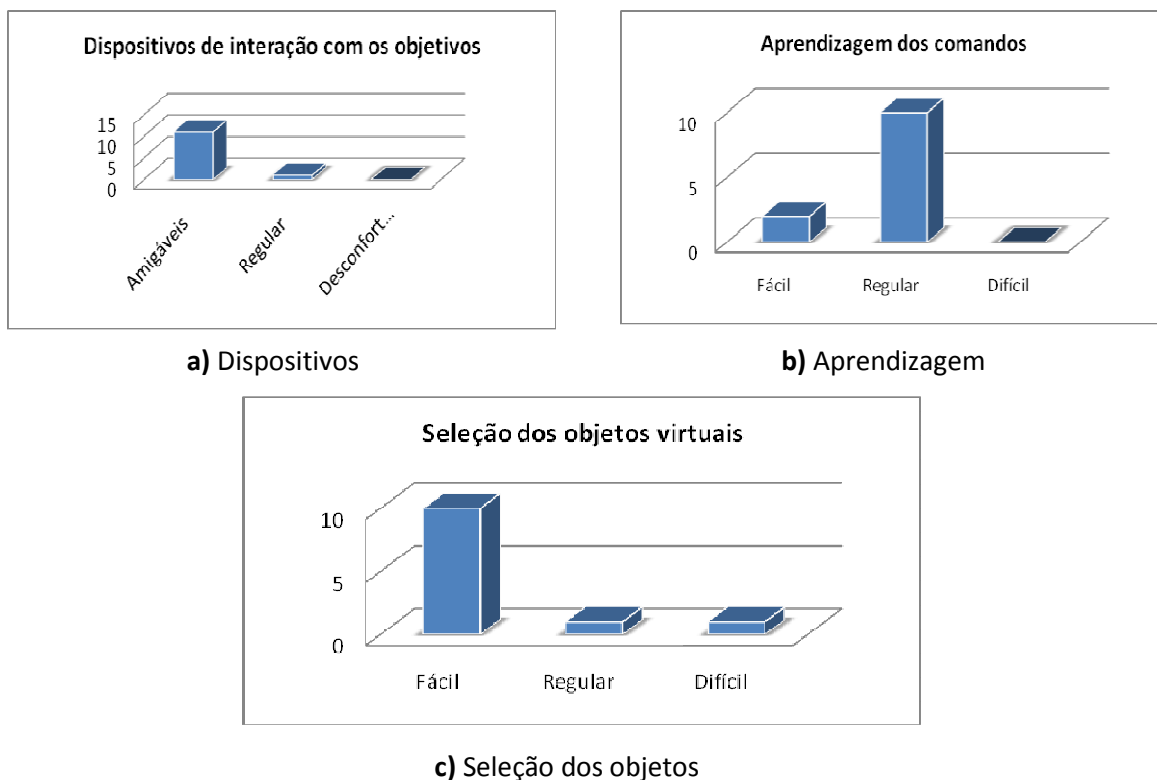 Dispositivos de interação com os objetivos
15
10
5
0
Amigáveis
Regular
Desconfort...
a) Dispositivos
Aprendizagem dos comandos
10
5
0
Fácil Regular Difícil
b) Aprendizagem
Seleção dos objetos virtuais
10
5
0
Fácil Regular Difícil
c) Seleção dos objetos